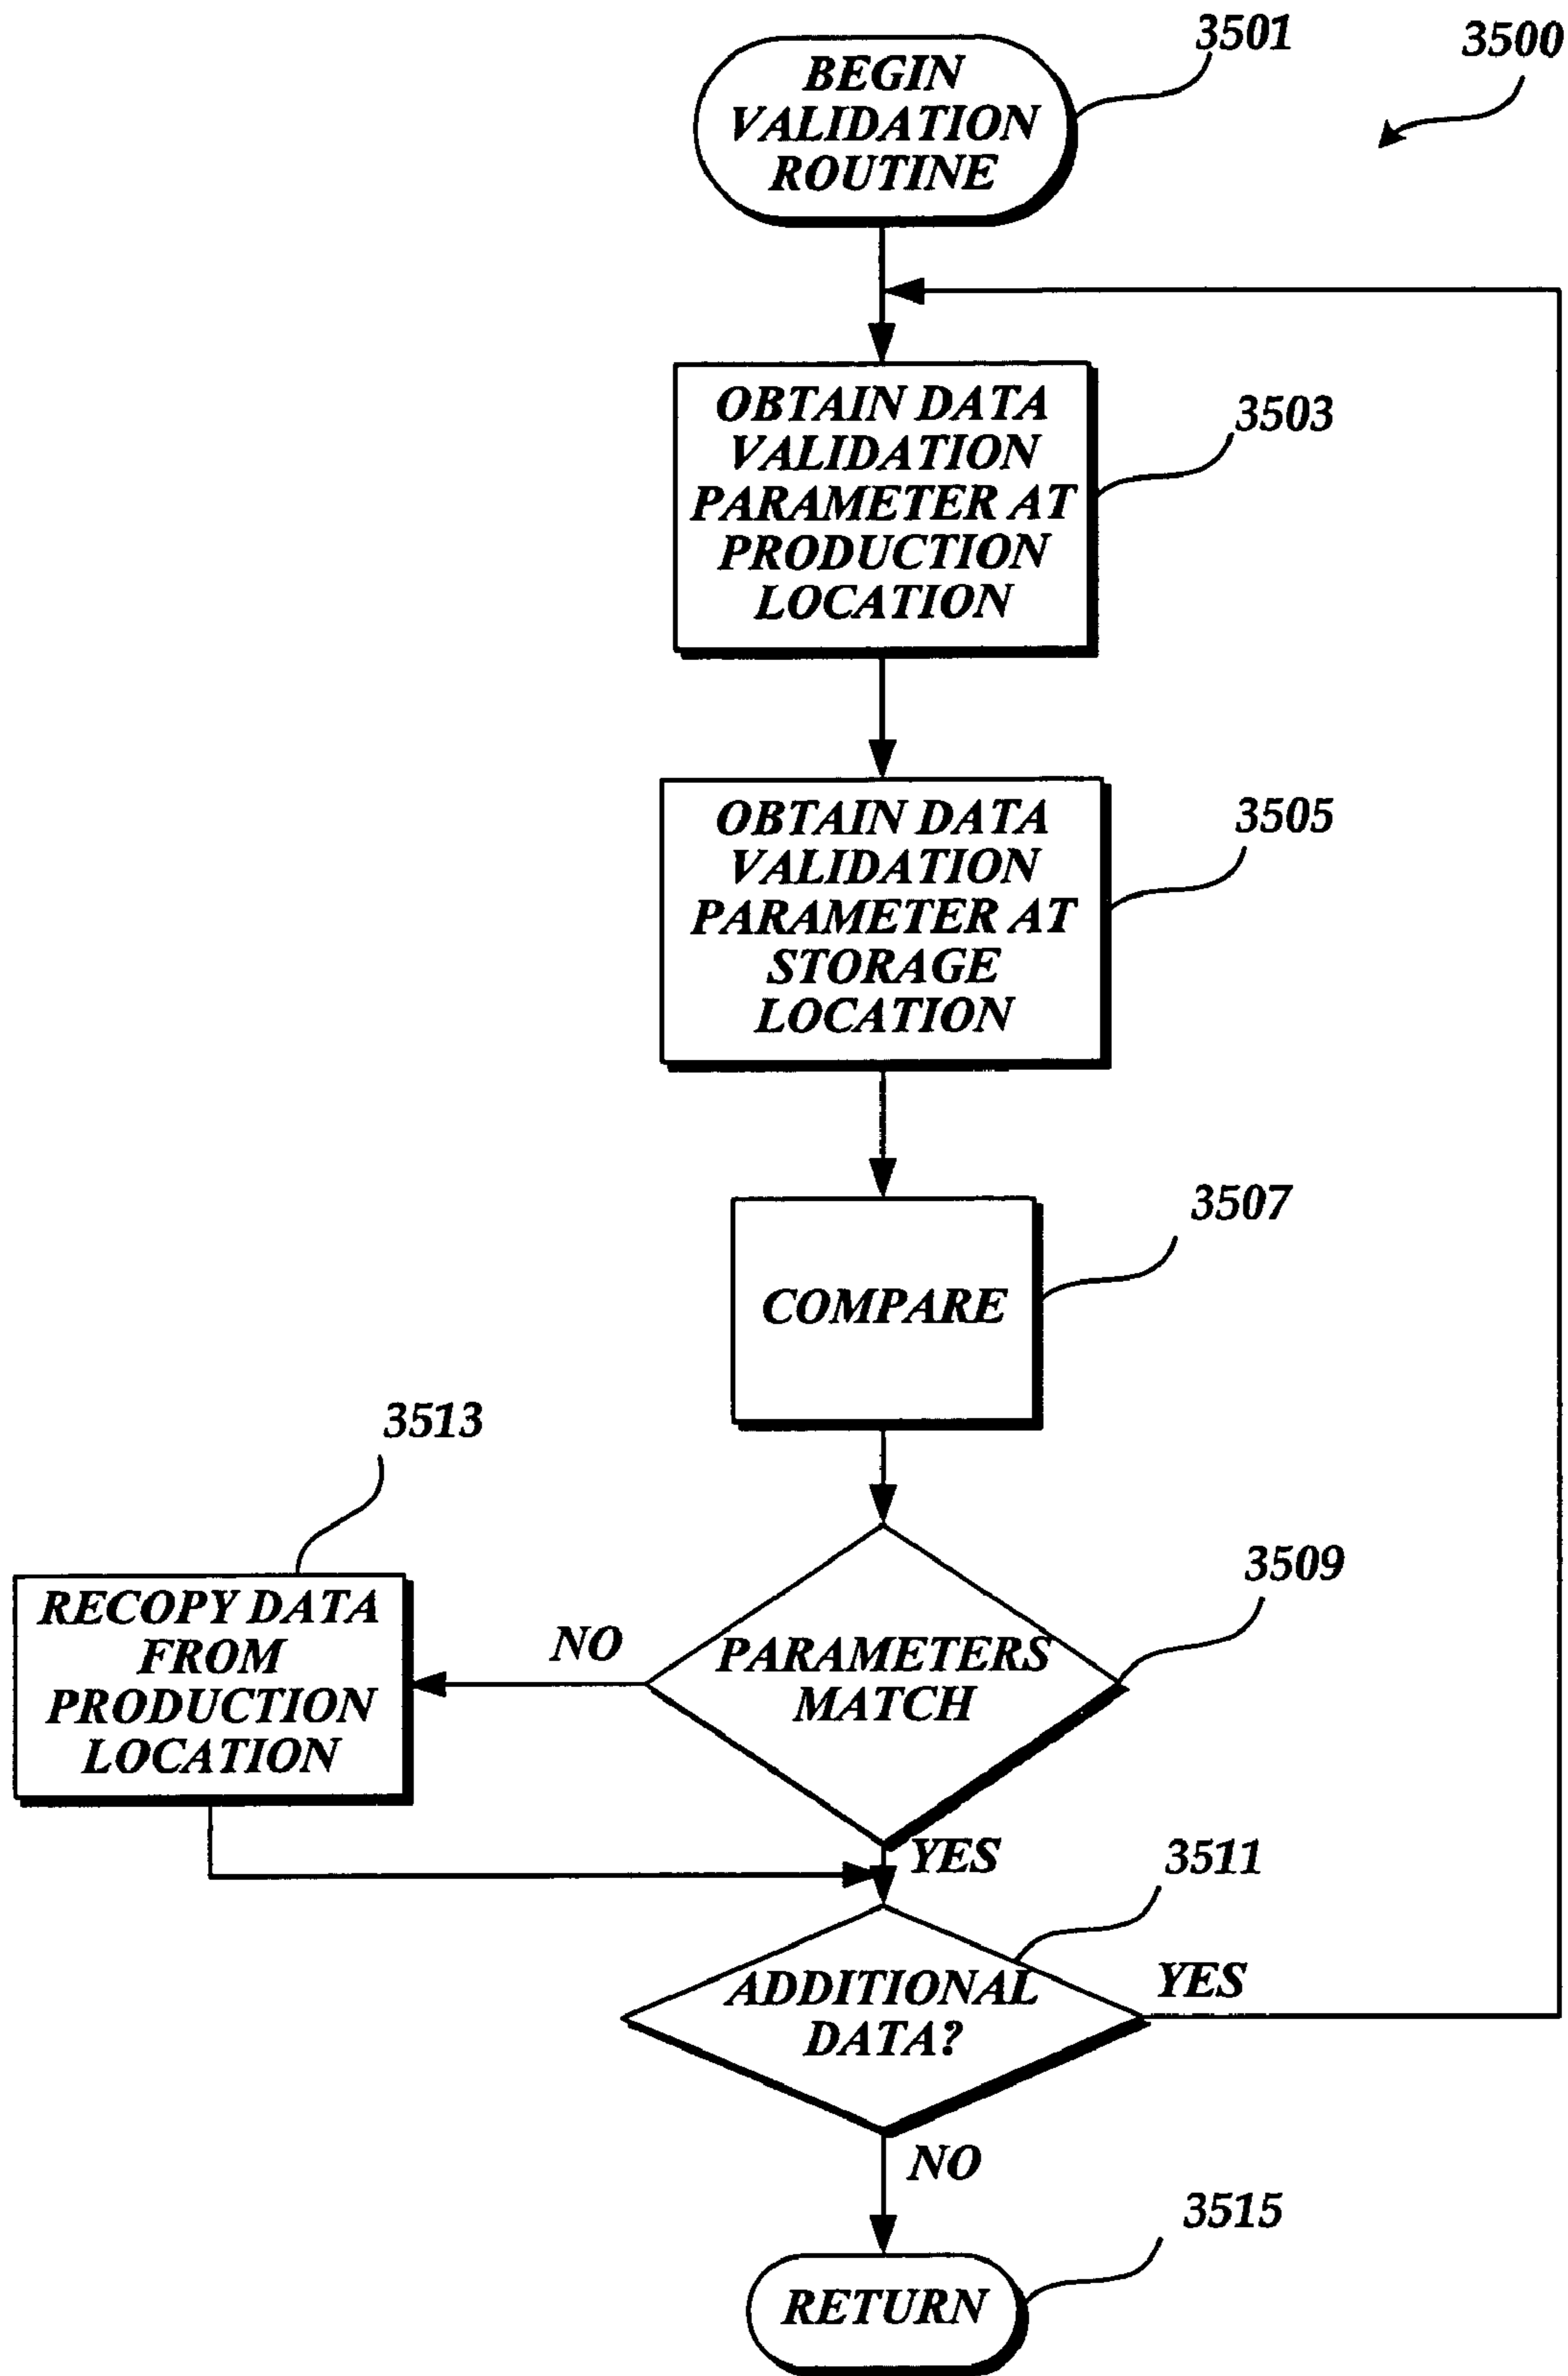 3501
3500
BEGIN
VALIDATION
ROUTINE
OBTAIN DATA
VALIDATION
PARAMETER AT
PRODUCTION
LOCATION
3503
OBTAIN DATA
VALIDATION
PARAMETER AT
STORAGE
LOCATION
3505
COMPARE
3507
3513
RECOPY DATA
FROM
PRODUCTION
LOCATION
NO
PARAMETERS
MATCH
3509
YES
3511
ADDITIONAL
DATA?
YES
NO
3515
RETURN